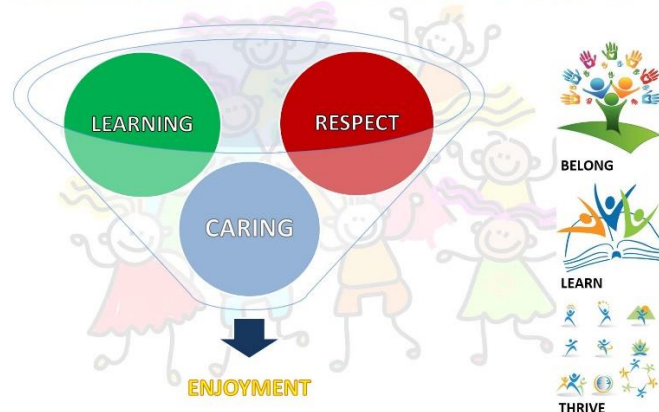 LEARNING
RESPECT
CARING
ENJOYMENT
BELONG
LEARN
THRIVE